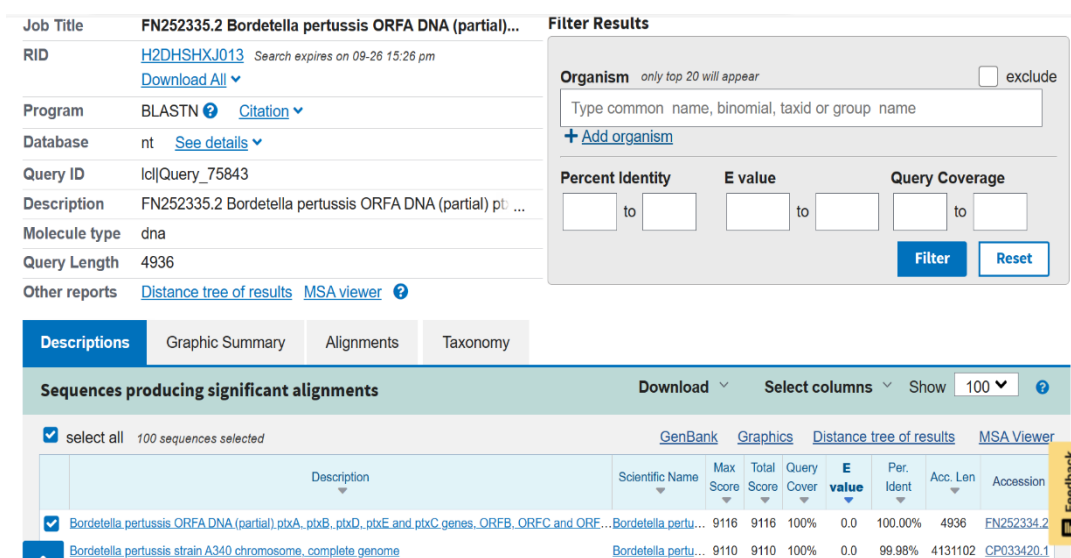 Job Title FN252335.2 Bordetella pertussis ORFA DNA (partial)...
RID H2DHSHXJ013 Search expires on 09-26 15:26 pm
Download All
Program BLASTN ? Citation
Database nt See details
Query ID lcl|Query_75843
Description FN252335.2 Bordetella pertussis ORFA DNA (partial) pt ...
Molecule type dna
Query Length 4936
Other reports Distance tree of results MSA viewer ?
Filter Results
Organism only top 20 will appear exclude
Type common name, binomial, taxid or group name
+ Add organism
Percent Identity E value Query Coverage
to to to
Filter Reset
Descriptions Graphic Summary Alignments Taxonomy
Sequences producing significant alignments Download Select columns Show 100 ?
select all 100 sequences selected GenBank Graphics Distance tree of results MSA Viewer
Description Scientific Name Max Score Total Score Query Cover E value Per. Ident Acc. Len Accession
Bordetella pertussis ORFA DNA (partial) ptxA, ptxB, ptxD, ptxE and ptxC genes, ORFB, ORFC and ORF... Bordetella pertu... 9116 9116 100% 0.0 100.00% 4936 FN252334.2
Bordetella pertussis strain A340 chromosome, complete genome Bordetella pertu... 9110 9110 100% 0.0 99.98% 4131102 CP033420.1
Feedback